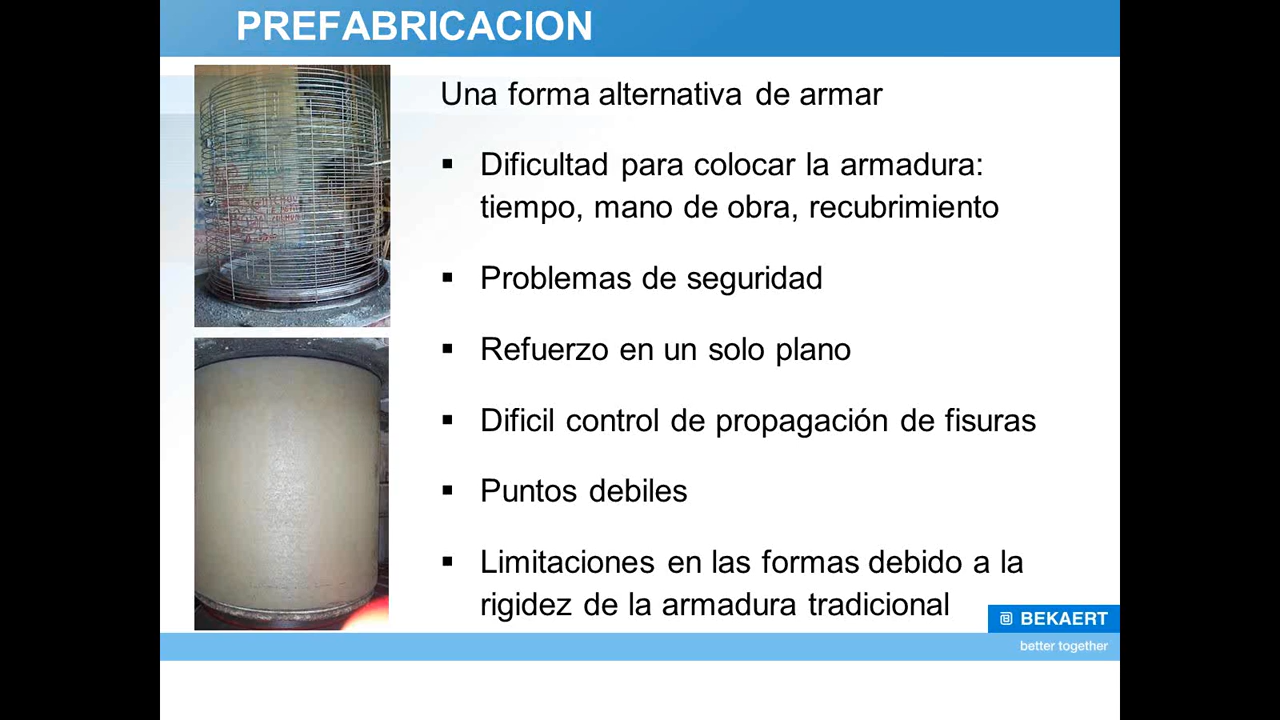 PREFABRICACION
Una forma alternativa de armar
▪ Dificultad para colocar la armadura:
tiempo, mano de obra, recubrimiento
▪ Problemas de seguridad
▪ Refuerzo en un solo plano
▪ Dificil control de propagación de fisuras
▪ Puntos debiles
▪ Limitaciones en las formas debido a la
rigidez de la armadura tradicional
BEKAERT
better together